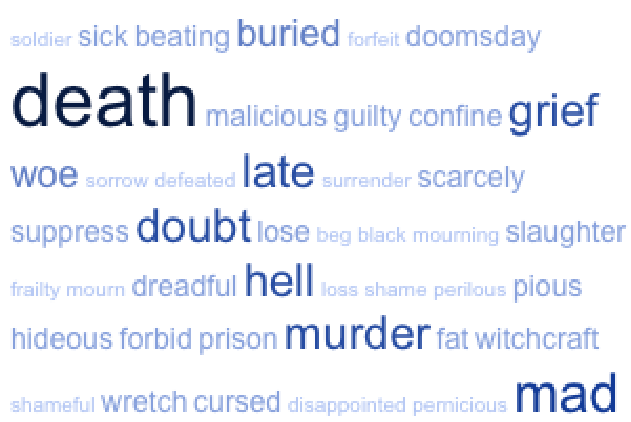 soldier sick beating buried forfeit doomsday
death malicious guilty confine grief
woe sorrow defeated late surrender scarcely
suppress doubt lose beg black mourning slaughter
frailty mourn dreadful hell loss shame perilous pious
hideous forbid prison murder fat witchcraft
shameful wretch cursed disappointed pernicious mad